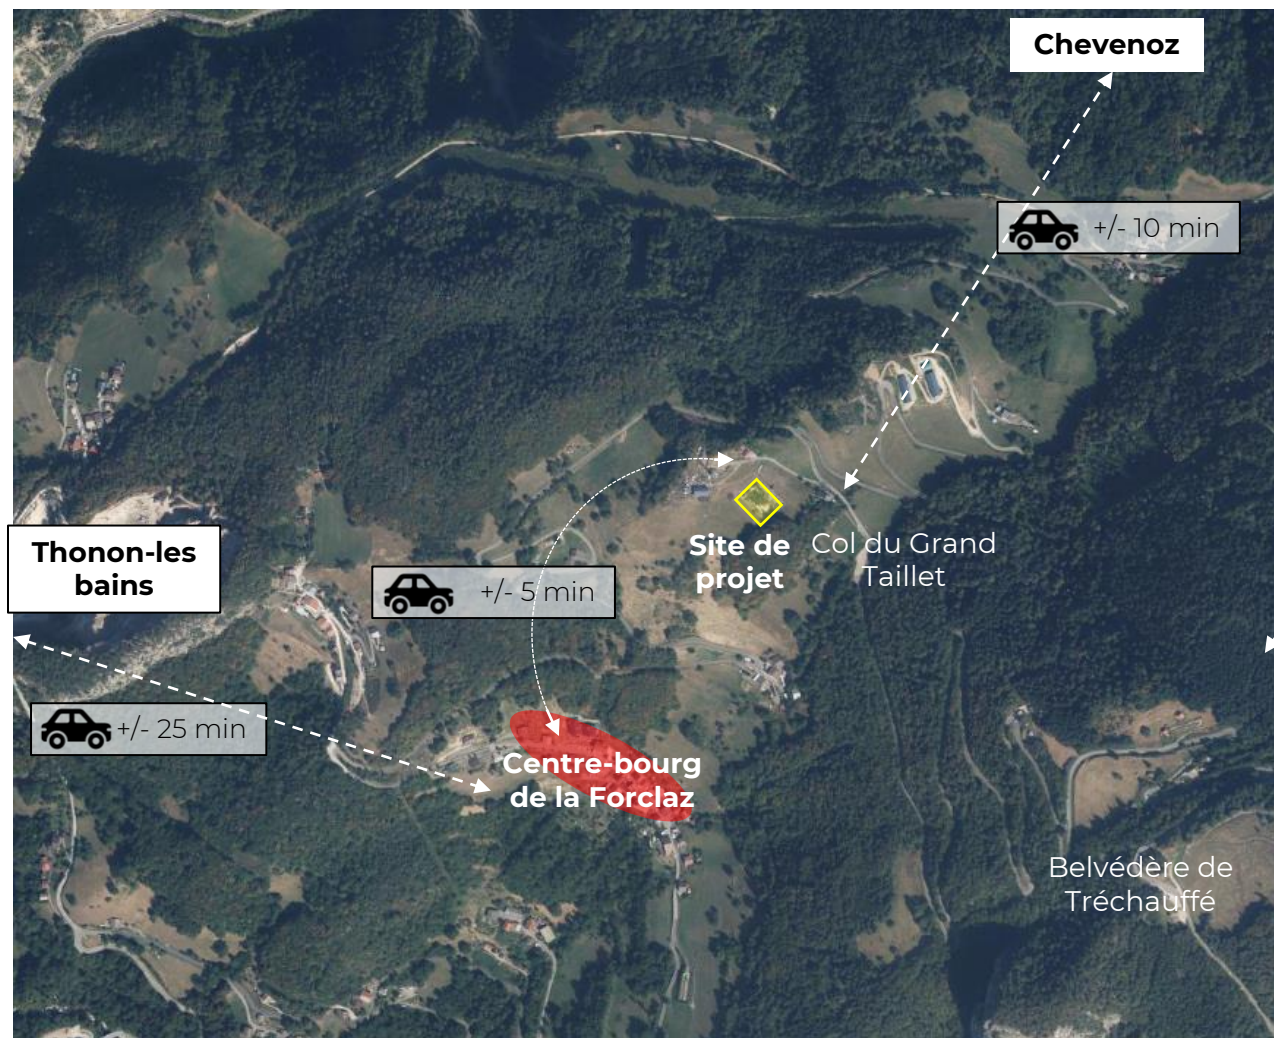 Chevenoz
+/- 10 min
Site de
projet
Col du Grand
Taillet
Thonon-les
bains
+/- 5 min
+/- 25 min
Centre-bourg
de la Forclaz
Belvédère de
Tréchauffé